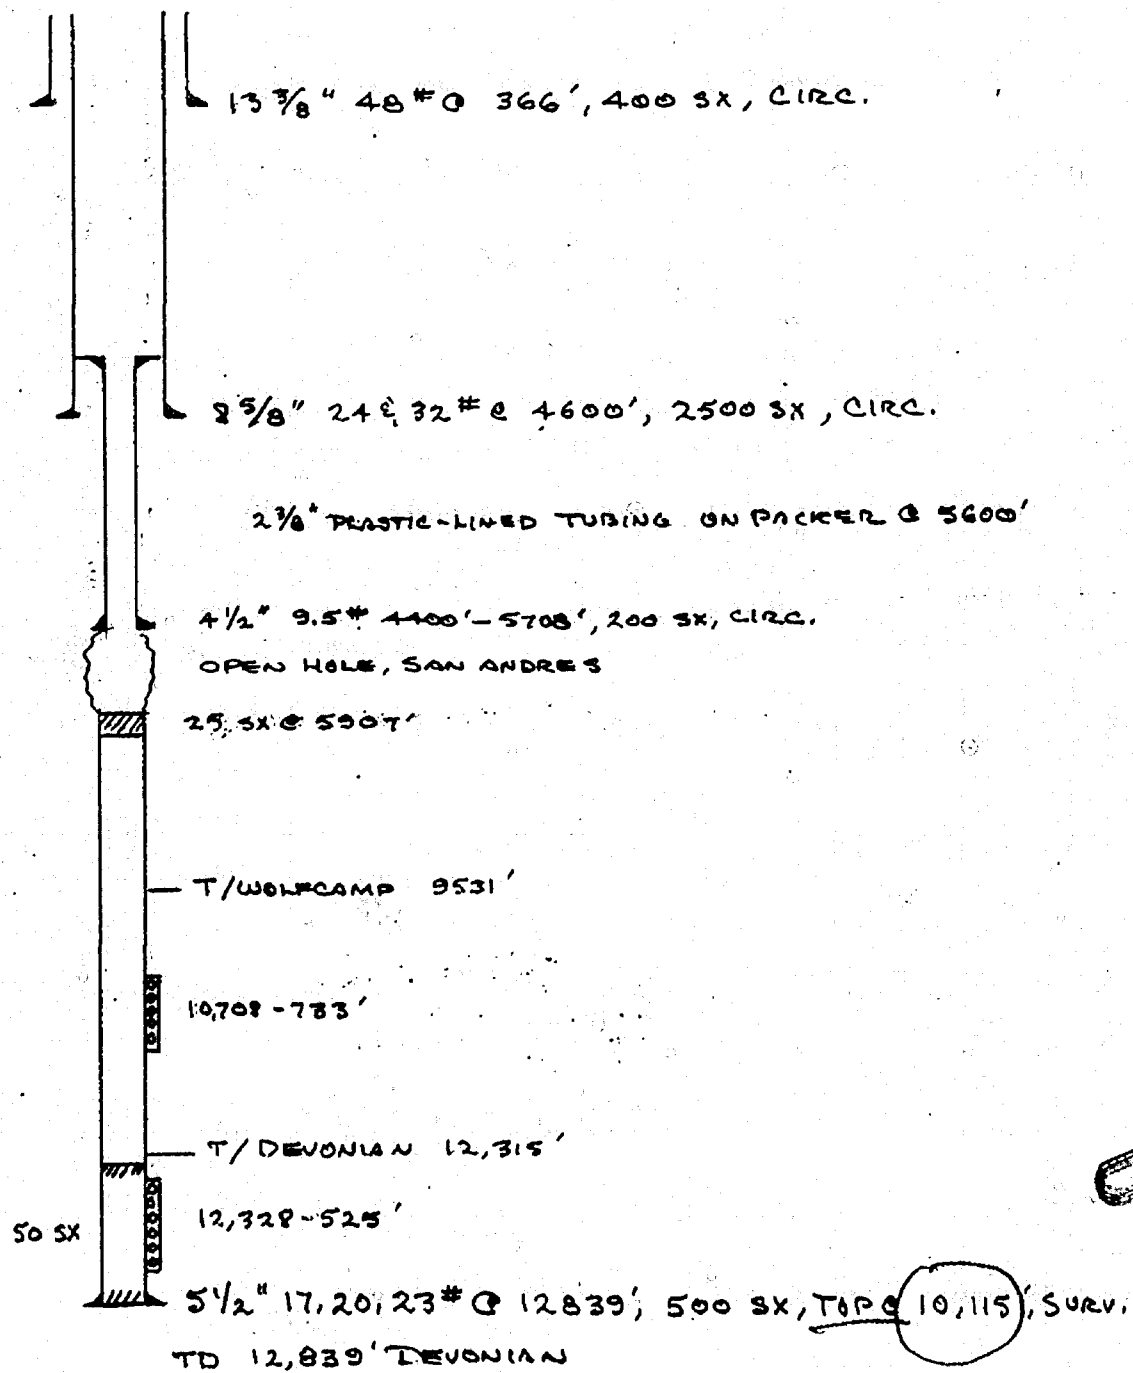 13 3/8" 48# @ 366', 400 SX, CIRC.
8 5/8" 24 & 32# @ 4600', 2500 SX, CIRC.
2 3/8" PLASTIC-LINED TUBING ON PACKER @ 5600'
4 1/2" 9.5# 4400'-5708', 200 SX, CIRC.
OPEN HOLE, SAN ANDRES
25 SX @ 5907'
T/WOLFCAMP 9531'
10,708-733'
T/DEVONIAN 12,315'
12,328-525'
50 SX
5 1/2" 17, 20, 23# @ 12839', 500 SX, TOP @ 10,115', SURV.
TD 12,839' DEVONIAN